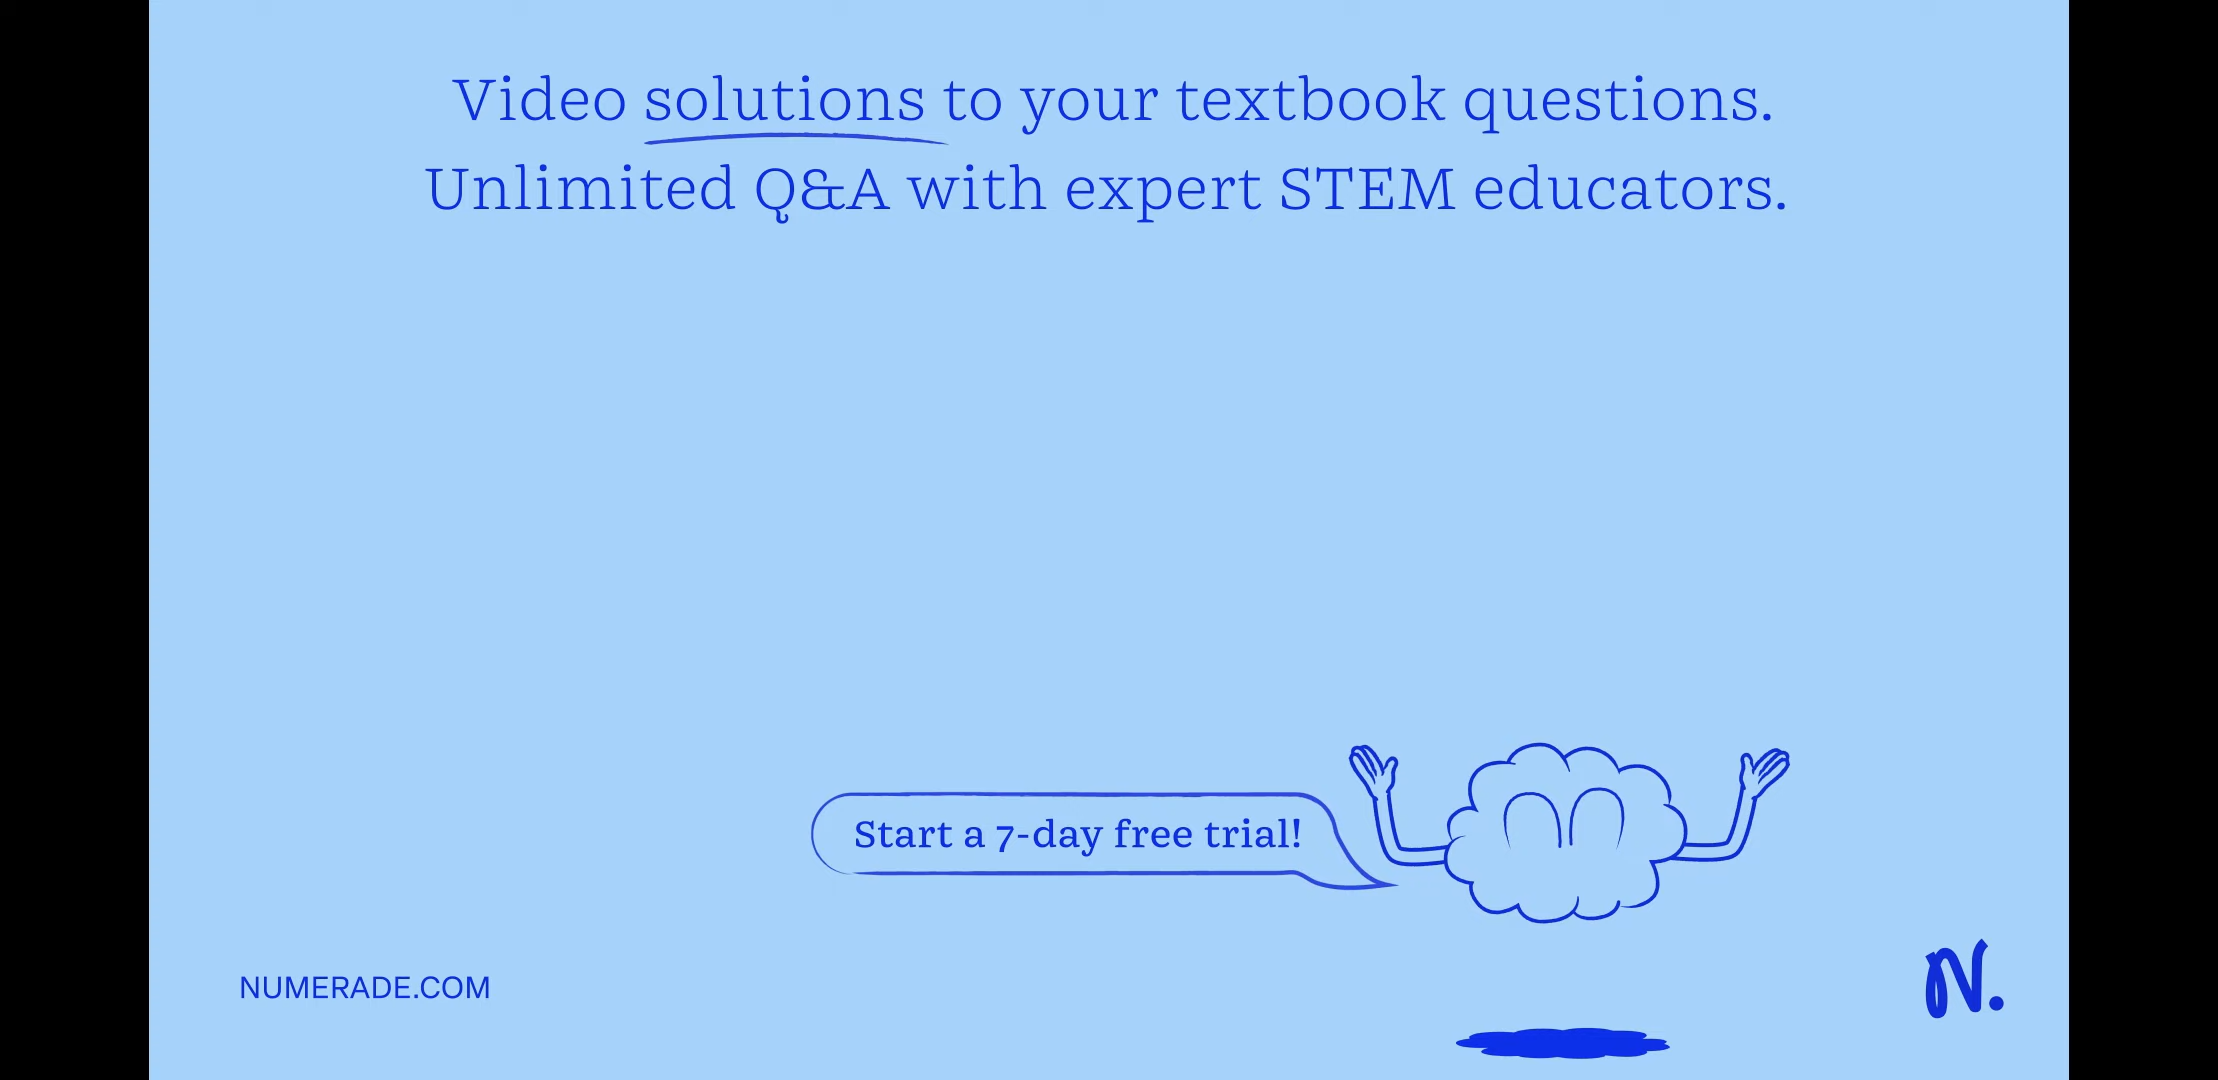 Video solutions to your textbook questions.
Unlimited Q&A with expert STEM educators.
Start a 7-day free trial!
NUMERADE.COM
N.